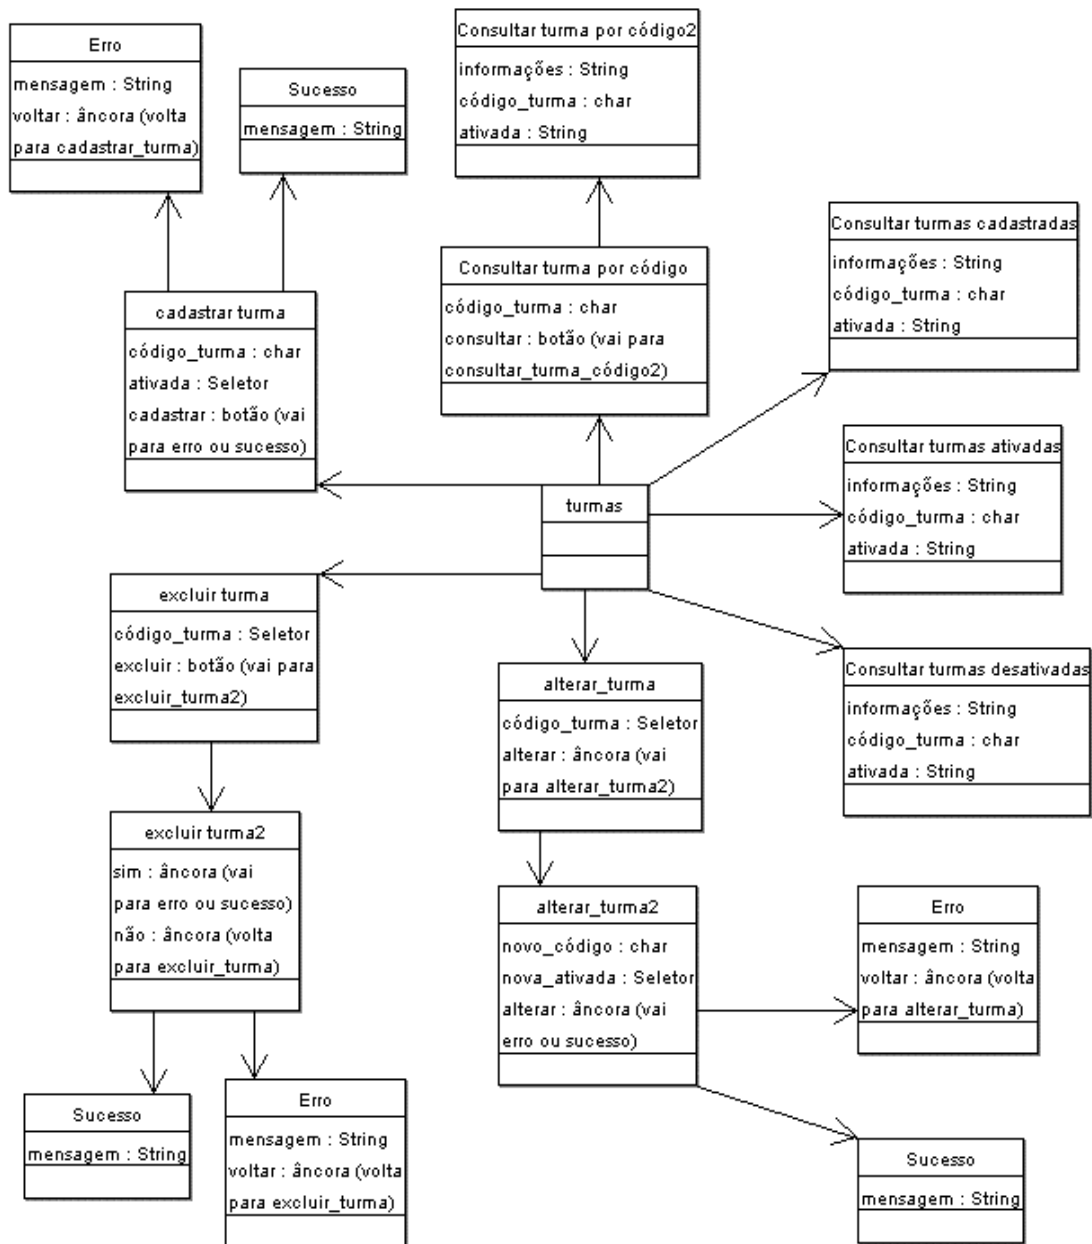 Erro
mensagem : String
voltar : âncora (volta
para cadastrar_turma)
Sucesso
mensagem : String
Consultar turma por código2
informações : String
código_turma : char
ativada : String
Consultar turmas cadastradas
informações : String
código_turma : char
ativada : String
Consultar turma por código
código_turma : char
consultar : botão (vai para
consultar_turma_código2)
cadastrar turma
código_turma : char
ativada : Seletor
cadastrar : botão (vai
para erro ou sucesso)
Consultar turmas ativadas
informações : String
código_turma : char
ativada : String
turmas
excluir turma
código_turma : Seletor
excluir : botão (vai para
excluir_turma2)
alterar_turma
código_turma : Seletor
alterar : âncora (vai
para alterar_turma2)
Consultar turmas desativadas
informações : String
código_turma : char
ativada : String
excluir turma2
sim : âncora (vai
para erro ou sucesso)
não : âncora (volta
para excluir_turma)
alterar_turma2
novo_código : char
nova_ativada : Seletor
alterar : âncora (vai
erro ou sucesso)
Erro
mensagem : String
voltar : âncora (volta
para alterar_turma)
Sucesso
mensagem : String
Erro
mensagem : String
voltar : âncora (volta
para excluir_turma)
Sucesso
mensagem : String